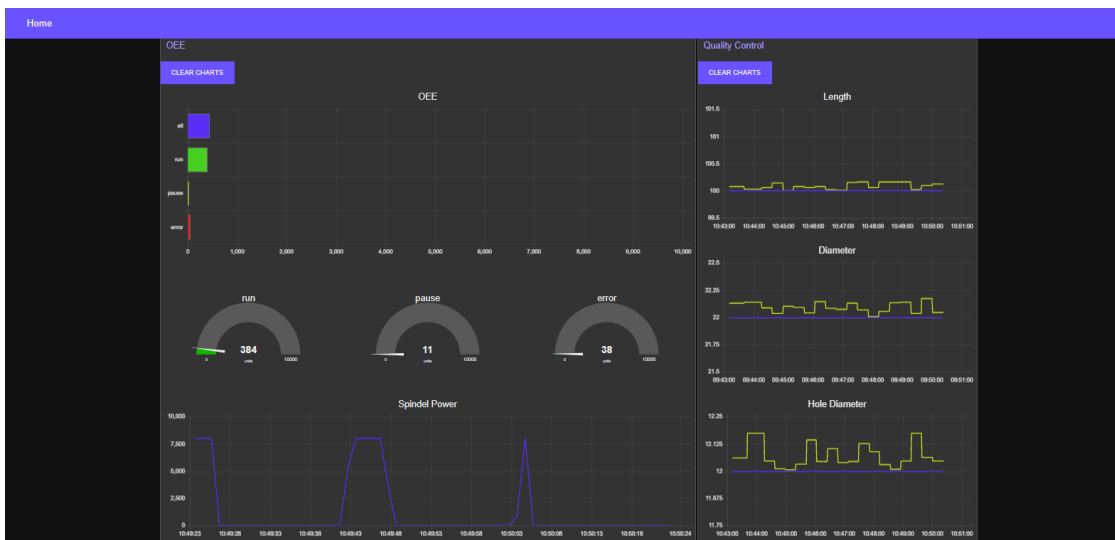 Home
OEE
CLEAR CHARTS
OEE
all
run
pause
error
0 1,000 2,000 3,000 4,000 5,000 6,000 7,000 8,000 9,000 10,000
run
384
units
0 10000
pause
11
units
0 10000
error
38
units
0 10000
Spindel Power
10,000
7,500
5,000
2,500
0
10:49:23 10:49:28 10:49:33 10:49:38 10:49:43 10:49:48 10:49:53 10:49:58 10:50:03 10:50:08 10:50:13 10:50:18 10:50:24
Quality Control
CLEAR CHARTS
Length
101.5
101
100.5
100
99.5
10:43:00 10:44:00 10:45:00 10:46:00 10:47:00 10:48:00 10:49:00 10:50:00 10:51:00
Diameter
22.5
22.25
22
21.75
21.5
09:43:00 09:44:00 09:45:00 09:46:00 09:47:00 09:48:00 09:49:00 09:50:00 09:51:00
Hole Diameter
12.25
12.125
12
11.875
11.75
10:43:00 10:44:00 10:45:00 10:46:00 10:47:00 10:48:00 10:49:00 10:50:00 10:51:00